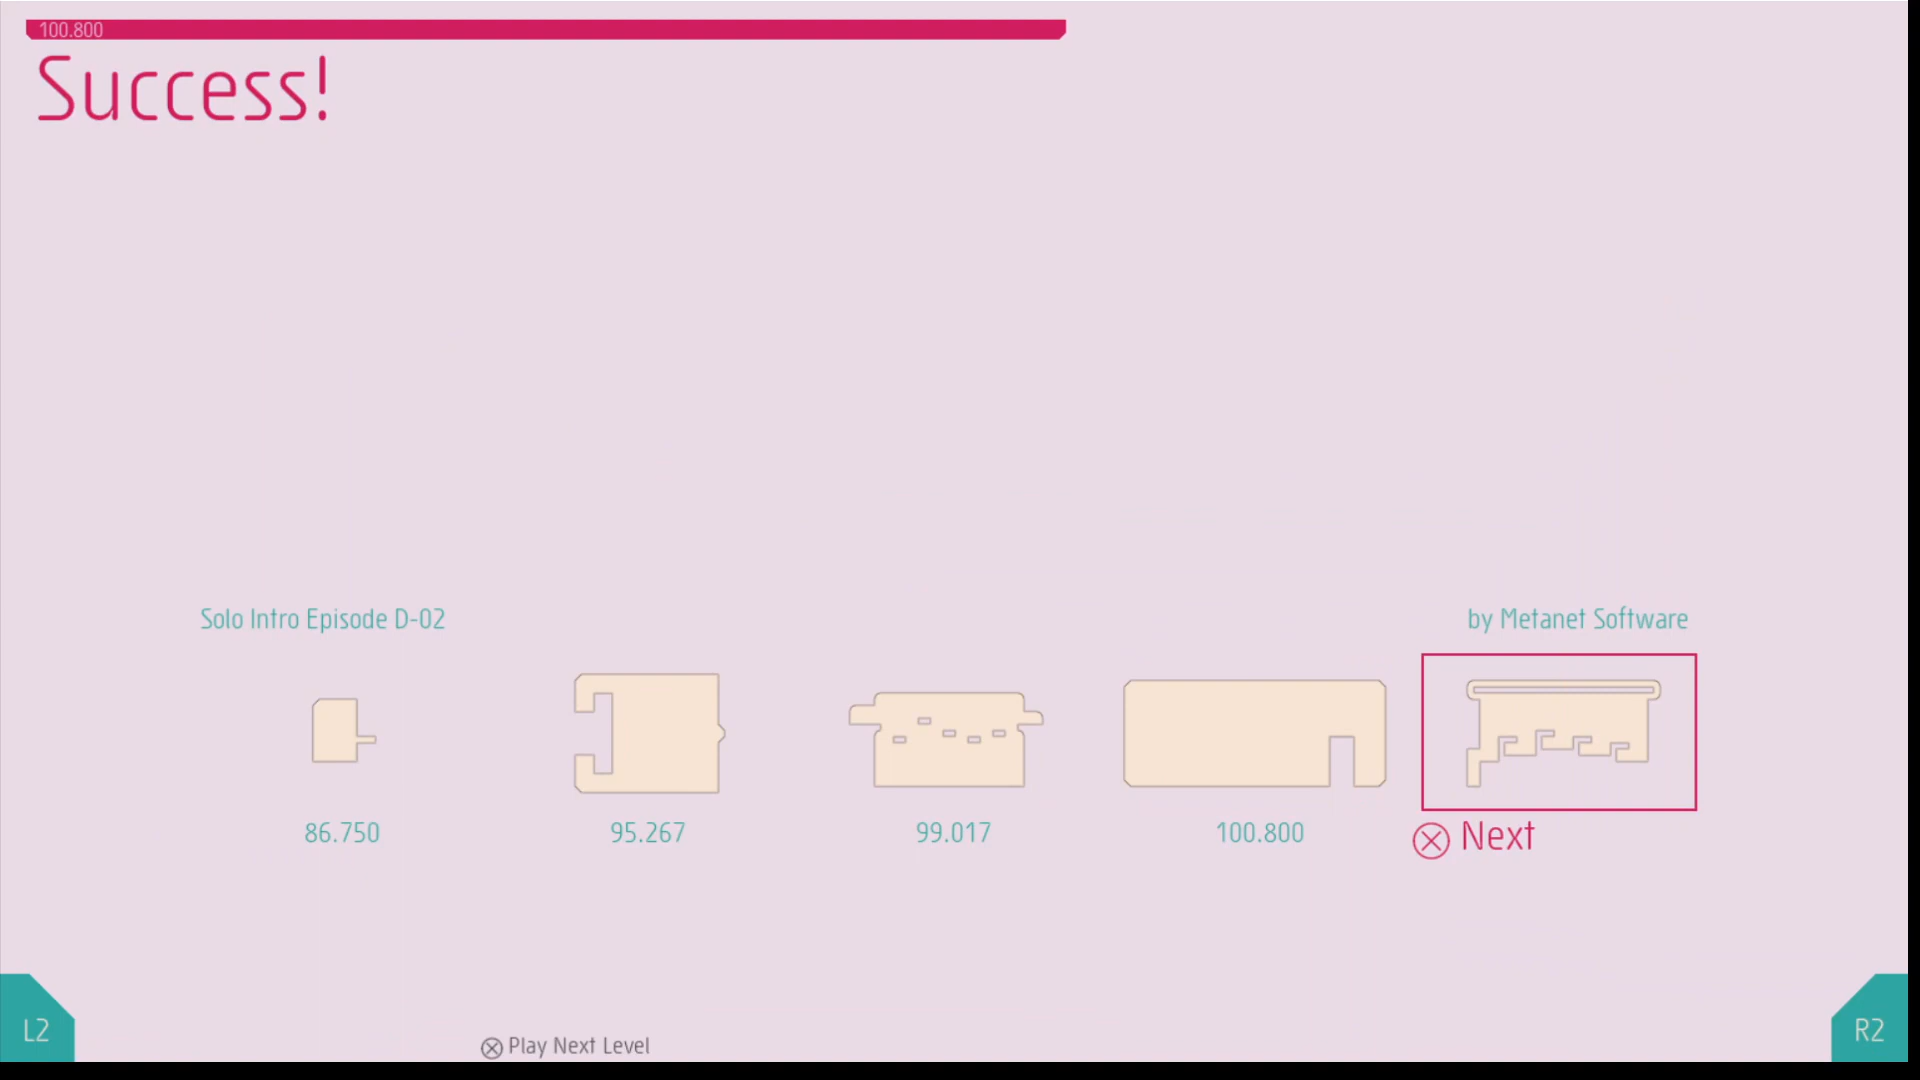 100.800
Success!
Solo Intro Episode D-02
by Metanet Software
86.750
95.267
99.017
100.800
Next
L2
Play Next Level
R2